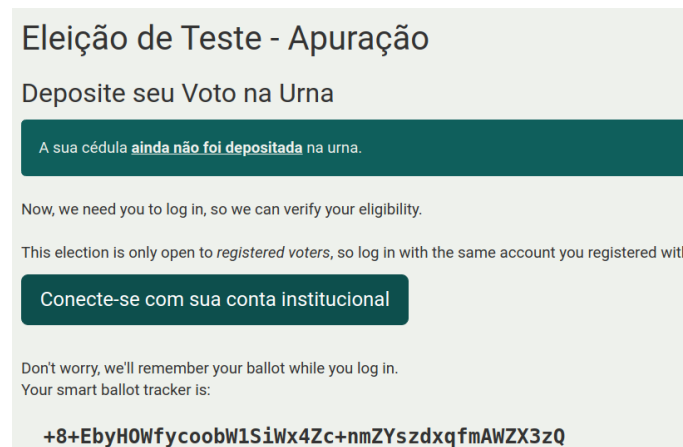 Eleição de Teste - Apuração
Deposite seu Voto na Urna
A sua cédula ainda não foi depositada na urna.
Now, we need you to log in, so we can verify your eligibility.
This election is only open to registered voters, so log in with the same account you registered with
Conecte-se com sua conta institucional
Don't worry, we'll remember your ballot while you log in.
Your smart ballot tracker is:
+8+EbyHOWfycoobW1SiWx4Zc+nmZYszdxqfmAWZX3zQ